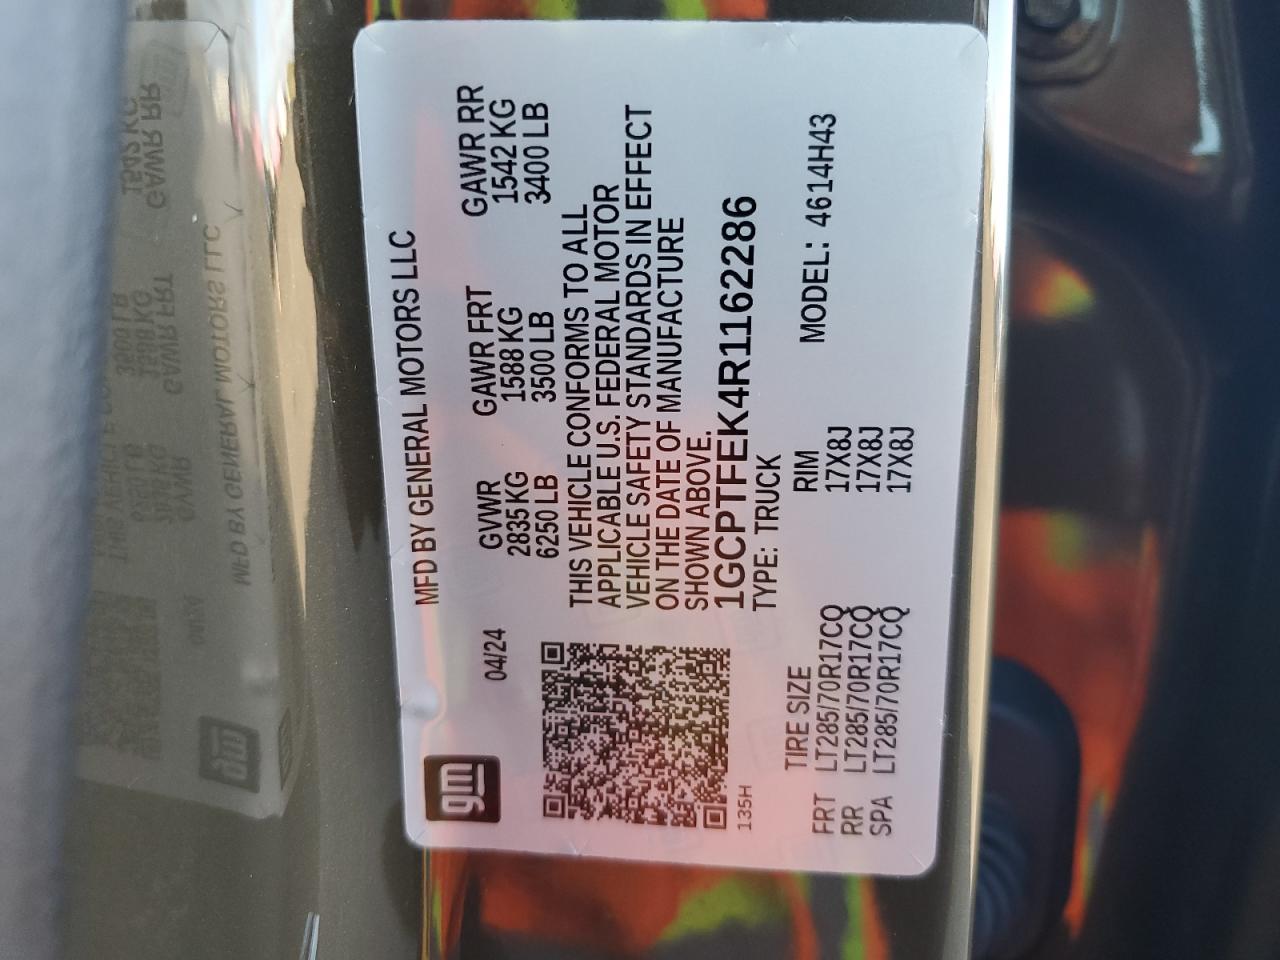 gm
MFD BY GENERAL MOTORS LLC
04/24
GVWR GAWR FRT GAWR RR
2835 KG 1588 KG 1542 KG
6250 LB 3500 LB 3400 LB
THIS VEHICLE CONFORMS TO ALL
APPLICABLE U.S. FEDERAL MOTOR
VEHICLE SAFETY STANDARDS IN EFFECT
ON THE DATE OF MANUFACTURE
SHOWN ABOVE.
1GCPTFEK4R1162286
TYPE: TRUCK
135H
TIRE SIZE RIM MODEL: 4614H43
FRT LT285/70R17CQ 17X8J
RR LT285/70R17CQ 17X8J
SPA LT285/70R17CQ 17X8J